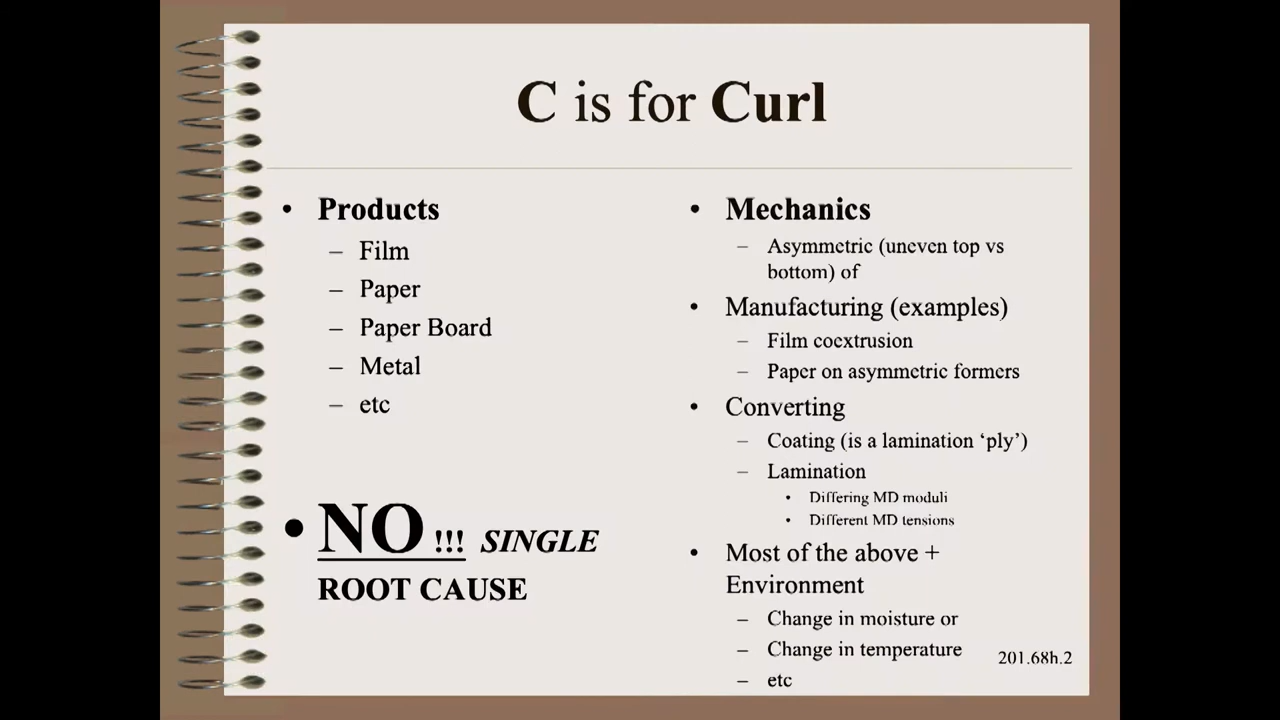 C is for Curl
• Products
– Film
– Paper
– Paper Board
– Metal
– etc
• NO !!! SINGLE
ROOT CAUSE
• Mechanics
– Asymmetric (uneven top vs
bottom) of
• Manufacturing (examples)
– Film coextrusion
– Paper on asymmetric formers
• Converting
– Coating (is a lamination ‘ply’)
– Lamination
• Differing MD moduli
• Different MD tensions
• Most of the above +
Environment
– Change in moisture or
– Change in temperature
– etc
201.68h.2